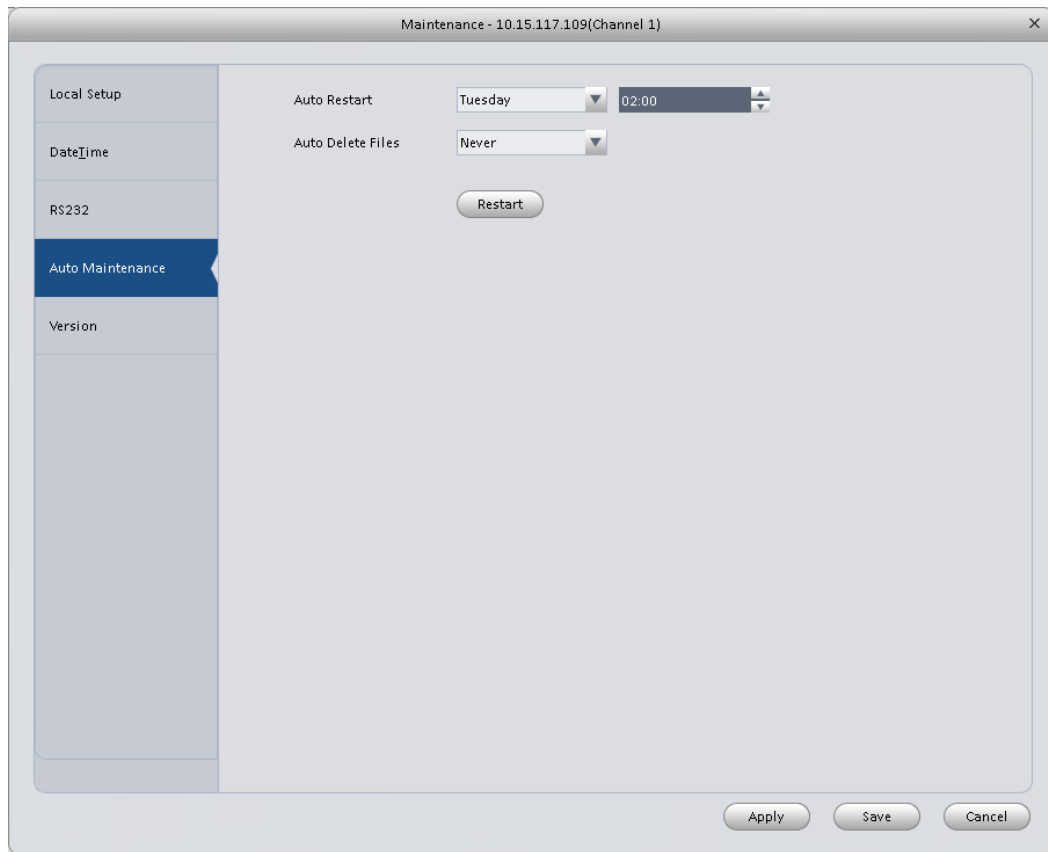 Maintenance - 10.15.117.109(Channel 1)
Local Setup
DateTime
RS232
Auto Maintenance
Version
Auto Restart Tuesday 02:00
Auto Delete Files Never
Restart
Apply Save Cancel